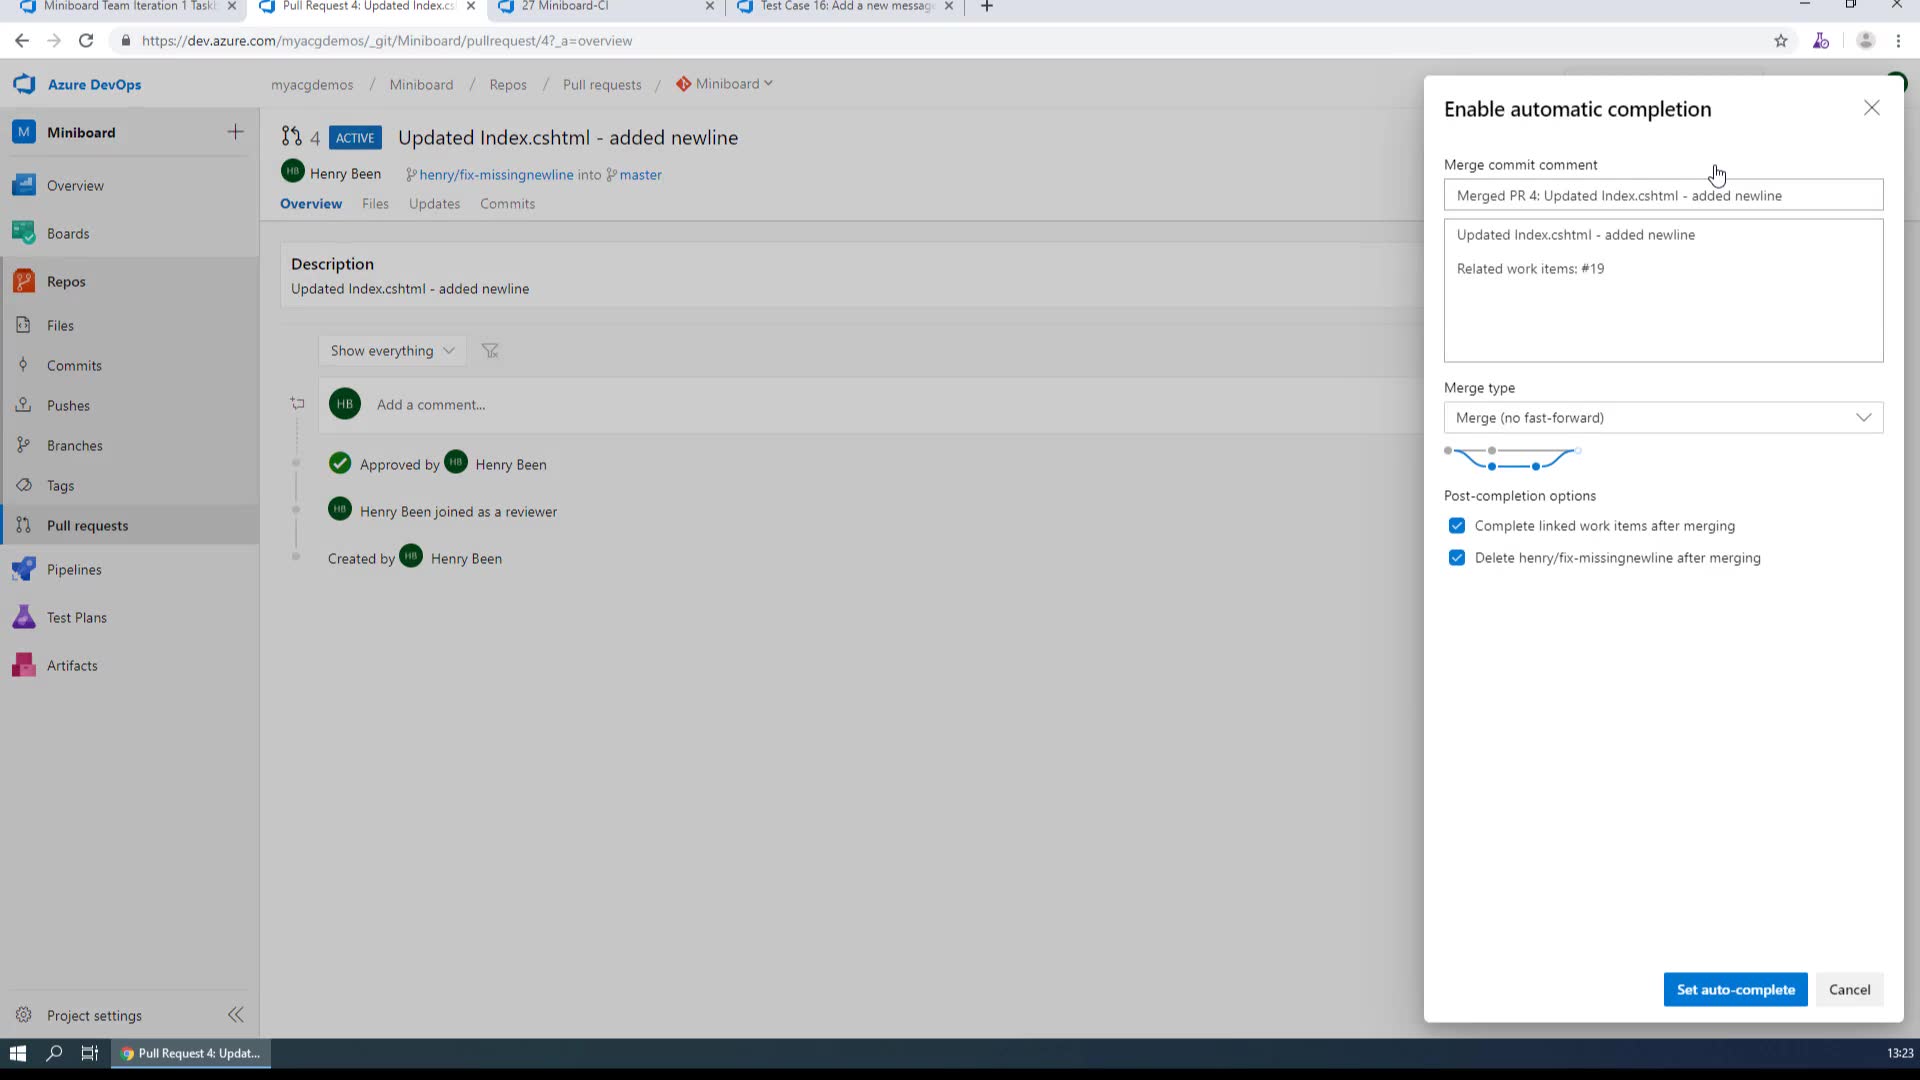 Miniboard Team Iteration 1 Taskb
Pull Request 4: Updated Index.cs
27 Miniboard-CI
Test Case 16: Add a new message
https://dev.azure.com/myacgdemos/_git/Miniboard/pullrequest/4?_a=overview
Azure DevOps
myacgdemos / Miniboard / Repos / Pull requests / Miniboard
M Miniboard
Overview
Boards
Repos
Files
Commits
Pushes
Branches
Tags
Pull requests
Pipelines
Test Plans
Artifacts
Project settings
4 ACTIVE Updated Index.cshtml - added newline
HB Henry Been henry/fix-missingnewline into master
Overview Files Updates Commits
Description
Updated Index.cshtml - added newline
Show everything
HB Add a comment...
Approved by HB Henry Been
HB Henry Been joined as a reviewer
Created by HB Henry Been
Enable automatic completion
Merge commit comment
Merged PR 4: Updated Index.cshtml - added newline
Updated Index.cshtml - added newline
Related work items: #19
Merge type
Merge (no fast-forward)
Post-completion options
Complete linked work items after merging
Delete henry/fix-missingnewline after merging
Set auto-complete Cancel
Pull Request 4: Updat...
13:23